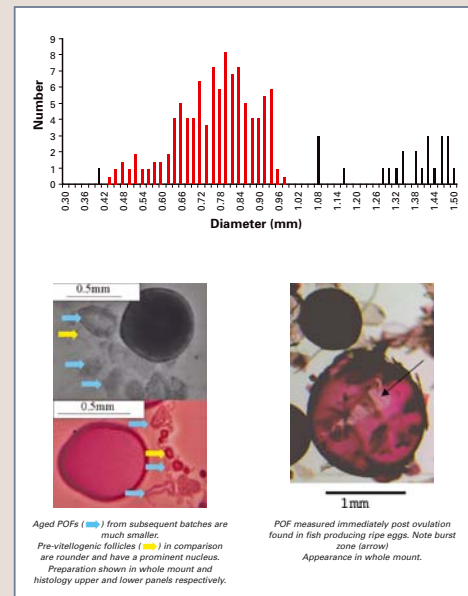 9
8
7
6
5
4
3
2
1
0
Number
0.30
0.36
0.42
0.48
0.54
0.60
0.66
0.72
0.78
0.84
0.90
0.96
1.02
1.08
1.14
1.20
1.26
1.32
1.38
1.44
1.50
Diameter (mm)
0.5mm
0.5mm
1mm
Aged POFs ( ) from subsequent batches are
much smaller.
Pre-vitellogenic follicles ( ) in comparison
are rounder and have a prominent nucleus.
Preparation shown in whole mount and
histology upper and lower panels respectively.
POF measured immediately post ovulation
found in fish producing ripe eggs. Note burst
zone (arrow)
Appearance in whole mount.